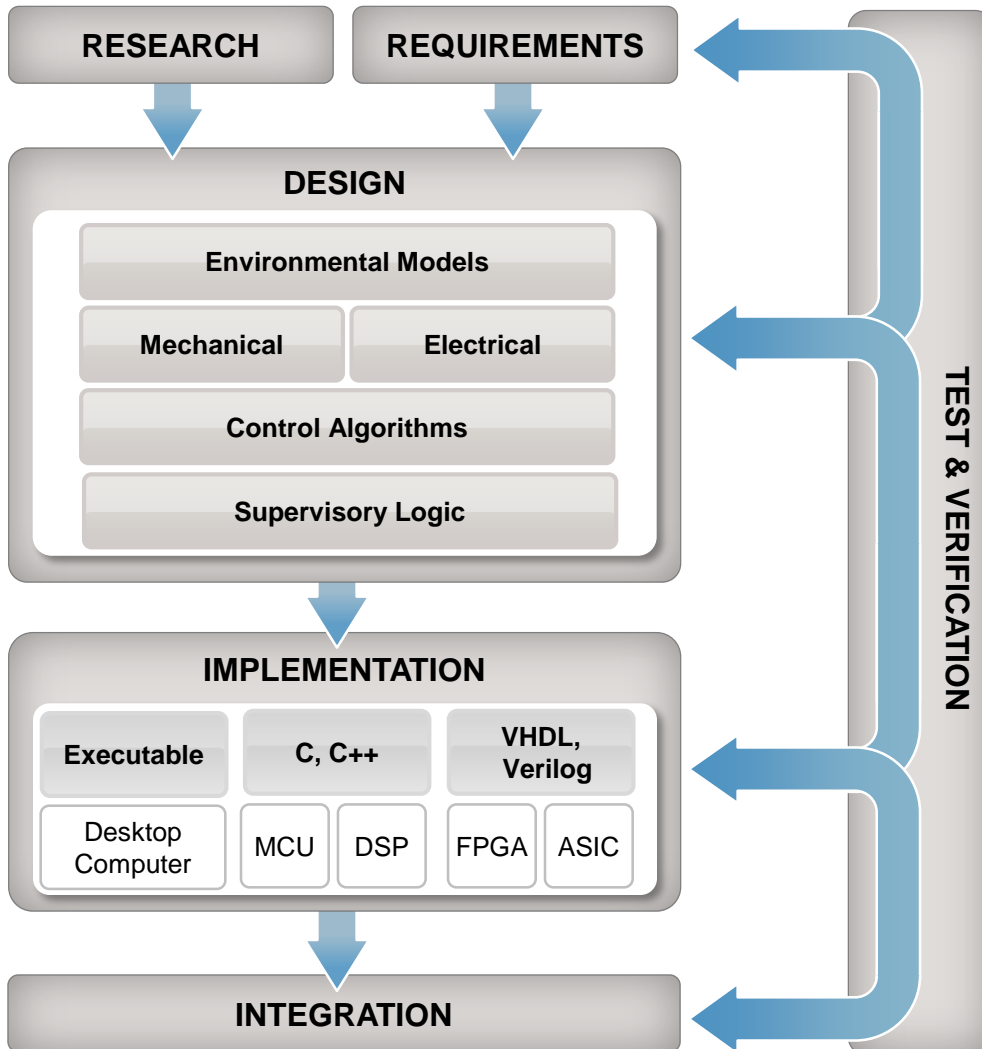 RESEARCH
REQUIREMENTS
DESIGN
Environmental Models
Mechanical
Electrical
Control Algorithms
Supervisory Logic
TEST & VERIFICATION
IMPLEMENTATION
Executable
C, C++
VHDL,
Verilog
Desktop
Computer
MCU
DSP
FPGA
ASIC
INTEGRATION